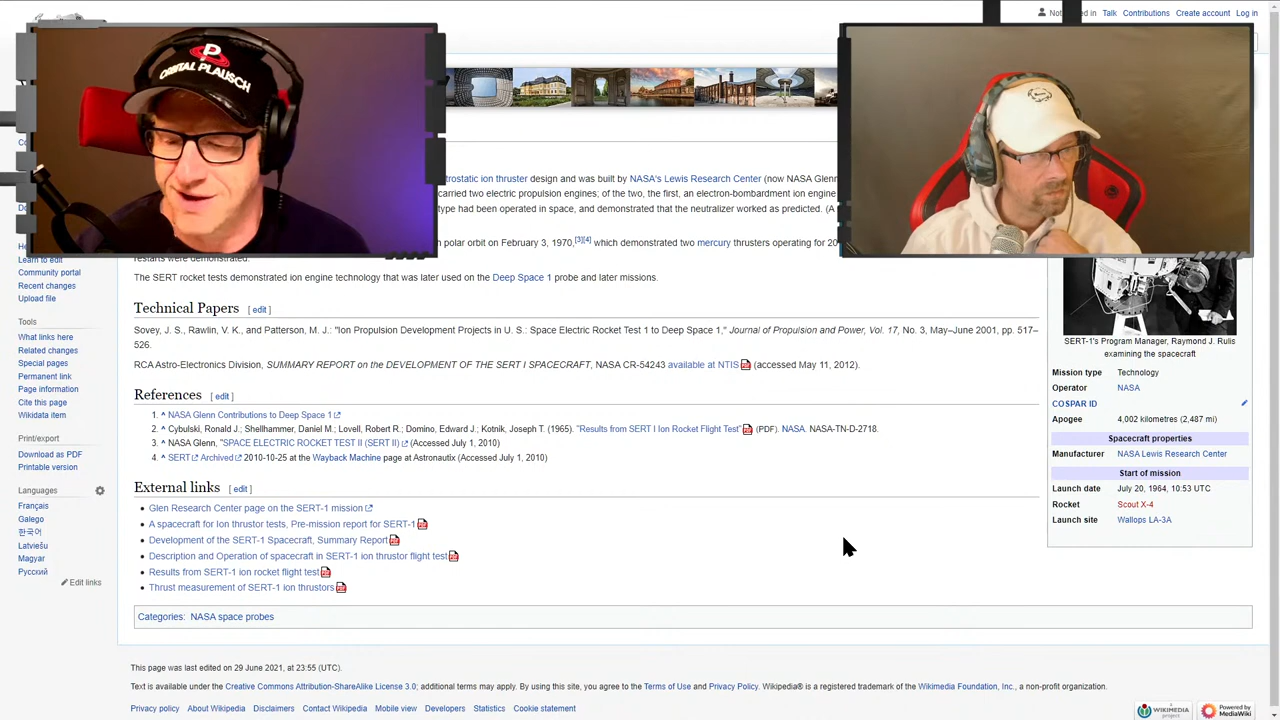 Not
in
Talk
Contributions
Create account
Log in
P
ORBITAL PLAUSCH
trostatic ion thruster design and was built by NASA's Lewis Research Center (now NASA Glenn
carried two electric propulsion engines; of the two, the first, an electron-bombardment ion engine
type had been operated in space, and demonstrated that the neutralizer worked as predicted. (A
n polar orbit on February 3, 1970,[3][4] which demonstrated two mercury thrusters operating for 20
restarts were demonstrated.
The SERT rocket tests demonstrated ion engine technology that was later used on the Deep Space 1 probe and later missions.
Learn to edit
Community portal
Recent changes
Upload file
Tools
What links here
Related changes
Special pages
Permanent link
Page information
Cite this page
Wikidata item
Print/export
Download as PDF
Printable version
Languages
Français
Galego
한국어
Latviešu
Magyar
Русский
Edit links
Technical Papers [ edit ]
Sovey, J. S., Rawlin, V. K., and Patterson, M. J.: "Ion Propulsion Development Projects in U. S.: Space Electric Rocket Test 1 to Deep Space 1," Journal of Propulsion and Power, Vol. 17, No. 3, May–June 2001, pp. 517–
526.
RCA Astro-Electronics Division, SUMMARY REPORT on the DEVELOPMENT OF THE SERT I SPACECRAFT, NASA CR-54243 available at NTIS (accessed May 11, 2012).
References [ edit ]
1. ^ NASA Glenn Contributions to Deep Space 1
2. ^ Cybulski, Ronald J.; Shellhammer, Daniel M.; Lovell, Robert R.; Domino, Edward J.; Kotnik, Joseph T. (1965). "Results from SERT I Ion Rocket Flight Test" (PDF). NASA. NASA-TN-D-2718.
3. ^ NASA Glenn, "SPACE ELECTRIC ROCKET TEST II (SERT II) (Accessed July 1, 2010)
4. ^ SERT Archived 2010-10-25 at the Wayback Machine page at Astronautix (Accessed July 1, 2010)
External links [ edit ]
• Glen Research Center page on the SERT-1 mission
• A spacecraft for Ion thrustor tests, Pre-mission report for SERT-1
• Development of the SERT-1 Spacecraft, Summary Report
• Description and Operation of spacecraft in SERT-1 ion thrustor flight test
• Results from SERT-1 ion rocket flight test
• Thrust measurement of SERT-1 ion thrustors
SERT-1's Program Manager, Raymond J. Rulis
examining the spacecraft
Mission type Technology
Operator NASA
COSPAR ID
Apogee 4,002 kilometres (2,487 mi)
Spacecraft properties
Manufacturer NASA Lewis Research Center
Start of mission
Launch date July 20, 1964, 10:53 UTC
Rocket Scout X-4
Launch site Wallops LA-3A
Categories: NASA space probes
This page was last edited on 29 June 2021, at 23:55 (UTC).
Text is available under the Creative Commons Attribution-ShareAlike License 3.0; additional terms may apply. By using this site, you agree to the Terms of Use and Privacy Policy. Wikipedia® is a registered trademark of the Wikimedia Foundation, Inc., a non-profit organization.
Privacy policy About Wikipedia Disclaimers Contact Wikipedia Mobile view Developers Statistics Cookie statement
WIKIMEDIA
project
Powered by
MediaWiki